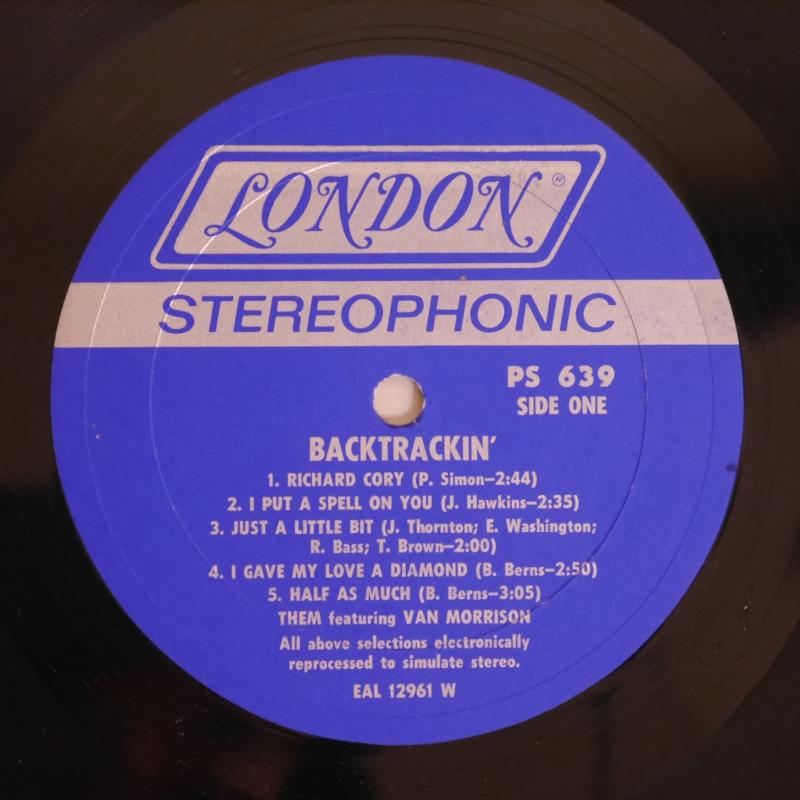 LONDON®
STEREOPHONIC
PS 639
SIDE ONE
BACKTRACKIN'
1. RICHARD CORY (P. Simon—2:44)
2. I PUT A SPELL ON YOU (J. Hawkins—2:35)
3. JUST A LITTLE BIT (J. Thornton; E. Washington;
R. Bass; T. Brown—2:00)
4. I GAVE MY LOVE A DIAMOND (B. Berns—2:50)
5. HALF AS MUCH (B. Berns—3:05)
THEM featuring VAN MORRISON
All above selections electronically
reprocessed to simulate stereo.
EAL 12961 W